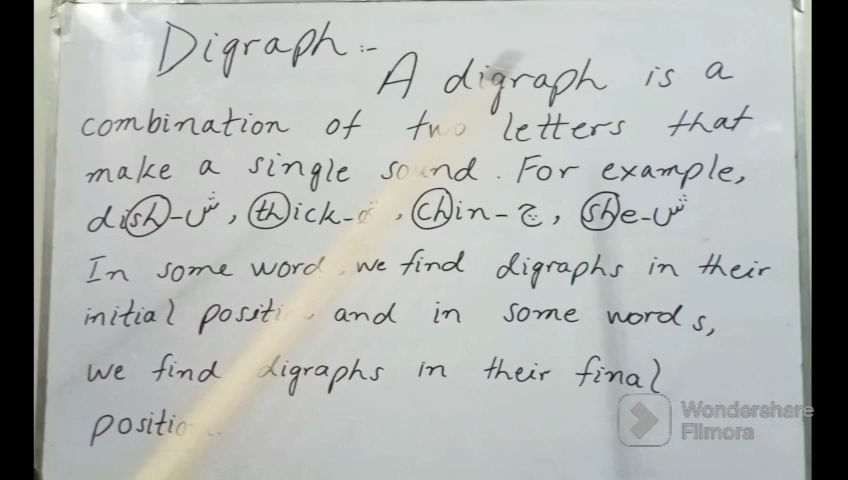 Digraph :-
A digraph is a
combination of two letters that
make a single sound. For example,
dish - ش, thick - , chin - چ, she - ش
In some word we find digraphs in their
initial positi and in some words,
we find digraphs in their final
positio
Wondershare
Filmora